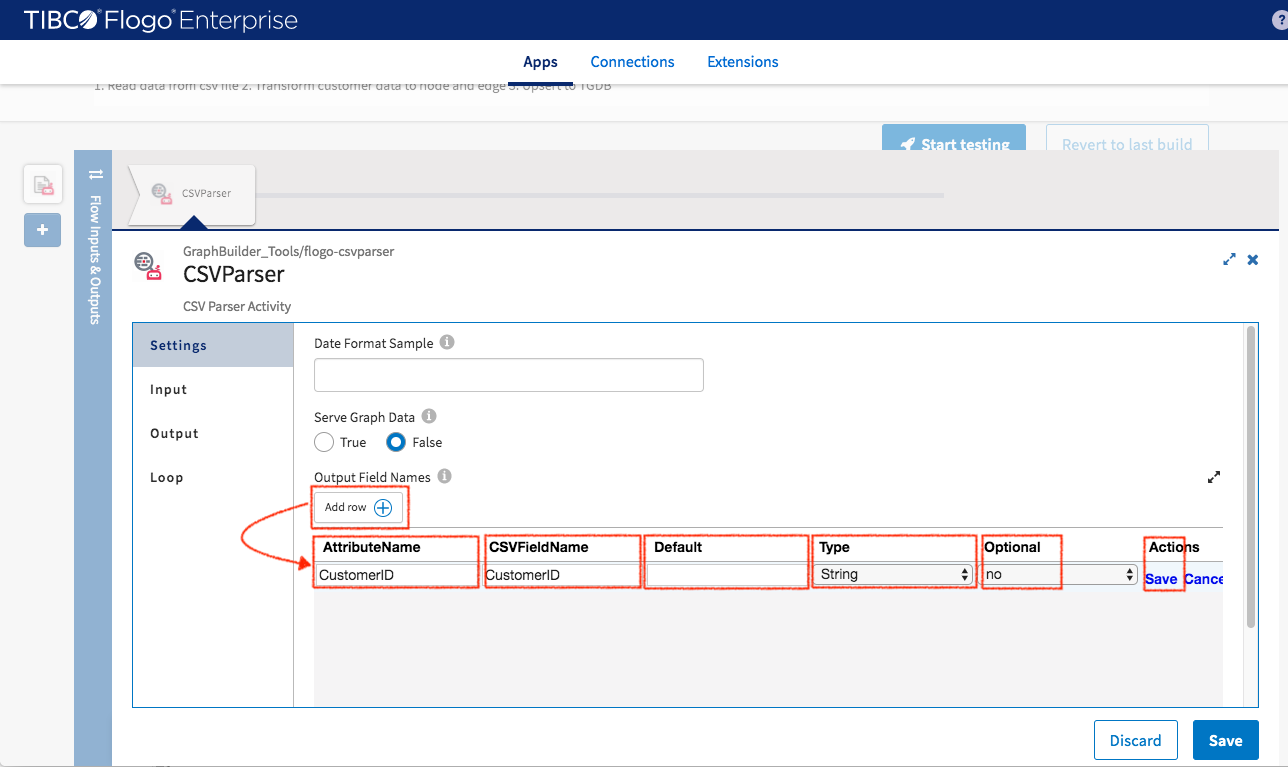 TIBCO® Flogo® Enterprise
?
Apps Connections Extensions
1. Read data from csv file 2. Transform customer data to node and edge 3. Upsert to TGDB
Start testing Revert to last build
Flow Inputs & Outputs
CSVParser
GraphBuilder_Tools/flogo-csvparser
CSVParser
CSV Parser Activity
Settings
Input
Output
Loop
Date Format Sample i
Serve Graph Data i
True False
Output Field Names i
Add row +
AttributeName CSVFieldName Default Type Optional Actions
CustomerID CustomerID String no Save Cance
Discard Save